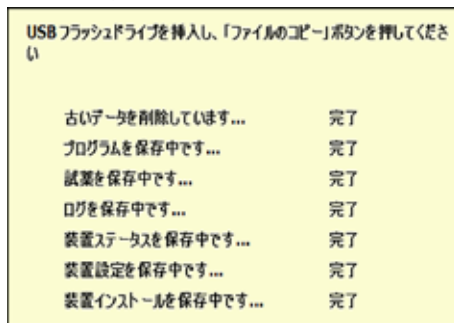 USBフラッシュドライブを挿入し、「ファイルのコピー」ボタンを押してくださ
い
古いデータを削除しています... 完了
プログラムを保存中です... 完了
試薬を保存中です... 完了
ログを保存中です... 完了
装置ステータスを保存中です... 完了
装置設定を保存中です... 完了
装置インストールを保存中です... 完了